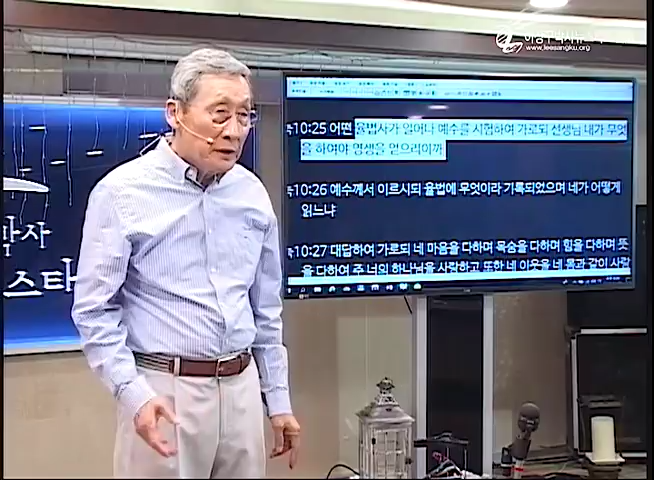 www.leesangku.org
눅10:25 어떤 율법사가 일어나 예수를 시험하여 가로되 선생님 내가 무엇
을 하여야 영생을 얻으리이까
눅10:26 예수께서 이르시되 율법에 무엇이라 기록되었으며 네가 어떻게
읽느냐
눅10:27 대답하여 가로되 네 마음을 다하며 목숨을 다하며 힘을 다하며 뜻
을 다하여 주 너의 하나님을 사랑하고 또한 네 이웃을 네 몸과 같이 사랑
박사
스타